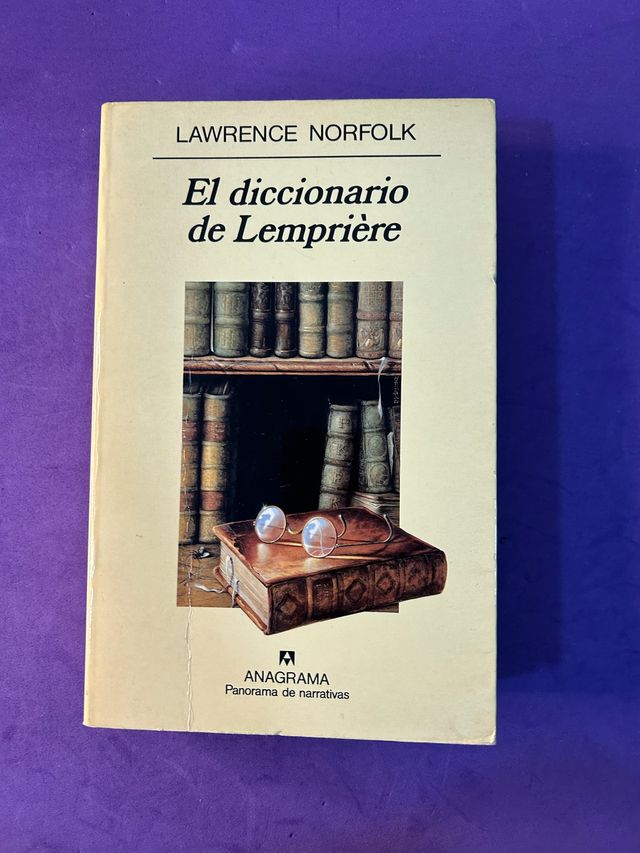 LAWRENCE NORFOLK
El diccionario
de Lemprière
ANAGRAMA
Panorama de narrativas